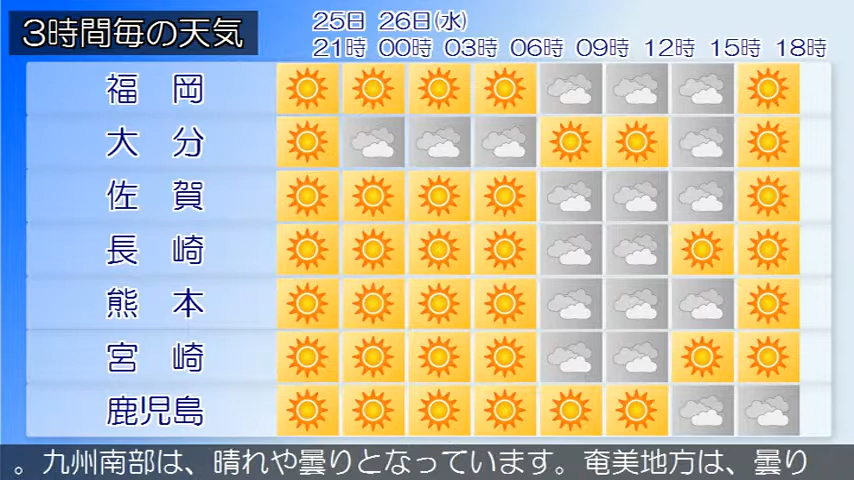 3時間毎の天気
25日 26日(水)
21時 00時 03時 06時 09時 12時 15時 18時
福 岡
大 分
佐 賀
長 崎
熊 本
宮 崎
鹿児島
。九州南部は、晴れや曇りとなっています。奄美地方は、曇り